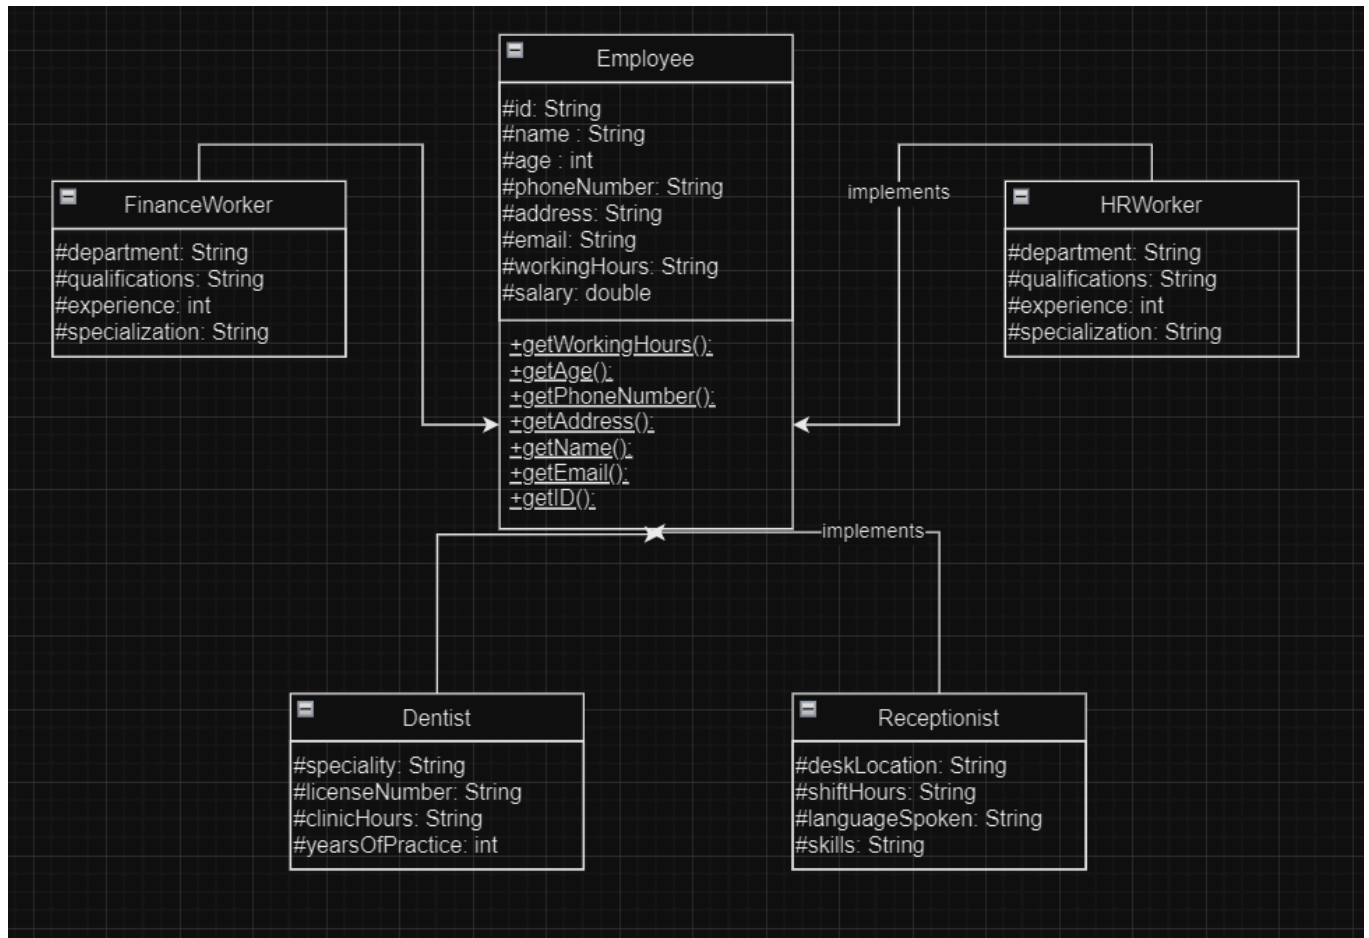 Employee
#id: String
#name : String
#age : int
#phoneNumber: String
#address: String
#email: String
#workingHours: String
#salary: double
+getWorkingHours():
+getAge():
+getPhoneNumber():
+getAddress():
+getName():
+getEmail():
+getID():
FinanceWorker
#department: String
#qualifications: String
#experience: int
#specialization: String
implements
HRWorker
#department: String
#qualifications: String
#experience: int
#specialization: String
implements
Dentist
#speciality: String
#licenseNumber: String
#clinicHours: String
#yearsOfPractice: int
Receptionist
#deskLocation: String
#shiftHours: String
#languageSpoken: String
#skills: String